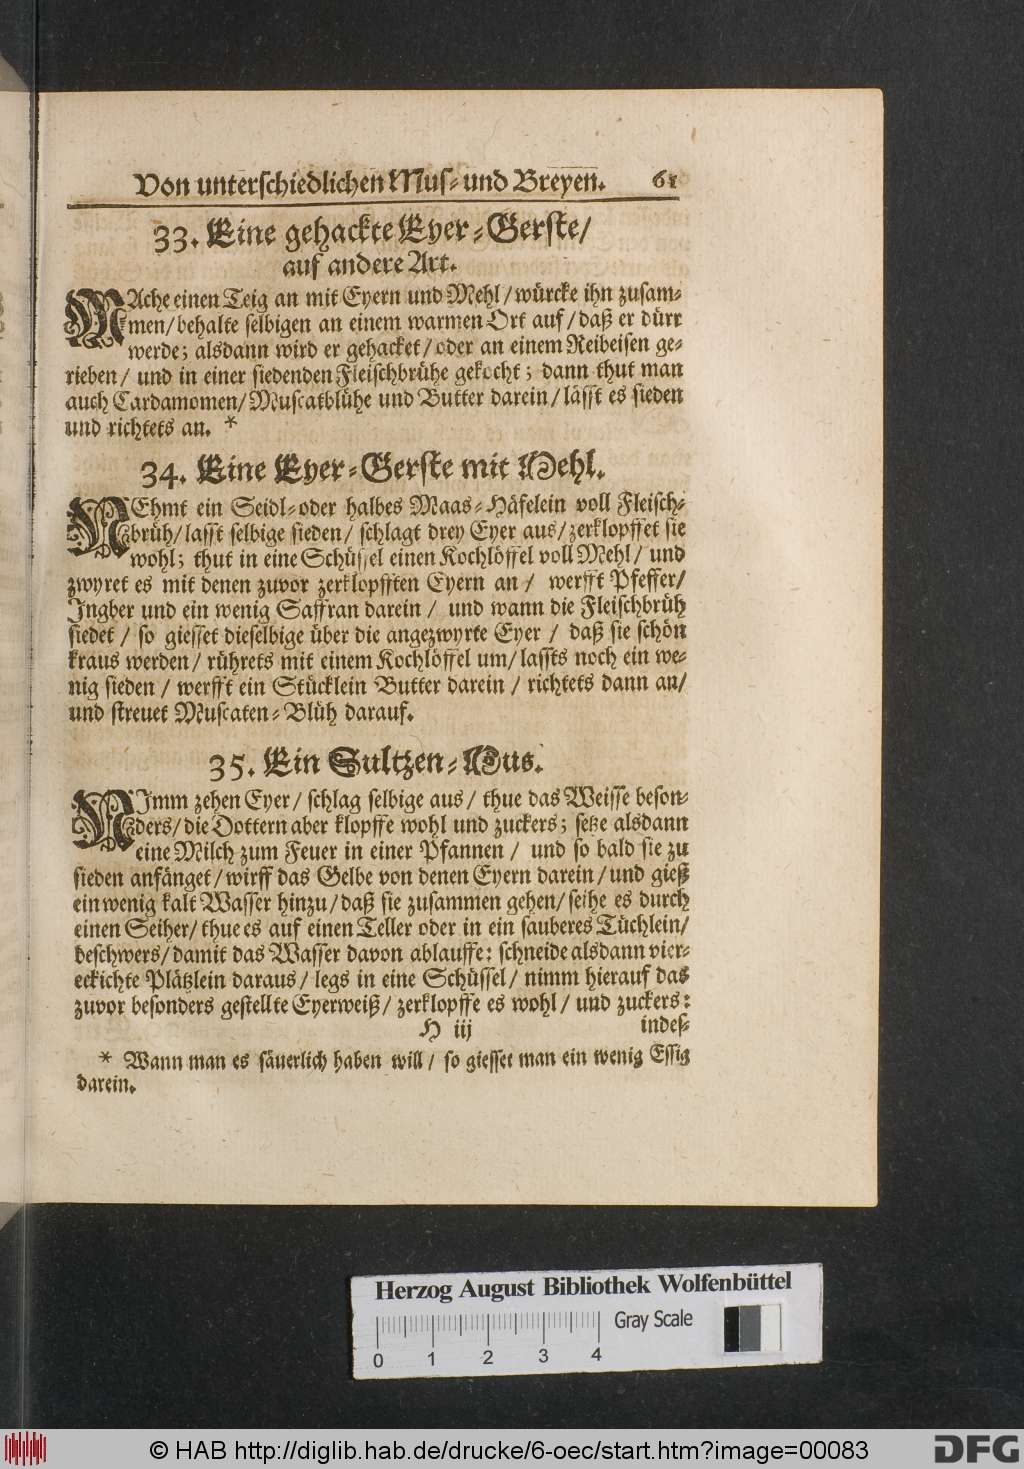 Von unterschiedlichen Mus- und Breyen. 61
33. Eine gehackte Eyer-Gerste/
auf andere Art.
MAche einen Teig an mit Eyern und Mehl/ würcke ihn zusam-
men/ behalte selbigen an einem warmen Ort auf/ daß er dürr
werde; alsdann wird er gehacket/ oder an einem Reibeisen ge-
rieben/ und in einer siedenden Fleischbrühe gekocht; dann thut man
auch Cardamomen/ Muscatblühe und Butter darein/ lässt es sieden
und richtets an. *
34. Eine Eyer-Gerste mit Mehl.
NEhmt ein Seidl- oder halbes Maas-Häfelein voll Fleisch-
brüh/ lasst selbige sieden/ schlagt drey Eyer aus/ zerklopffet sie
wohl; thut in eine Schüssel einen Kochlöffel voll Mehl/ und
zwyret es mit denen zuvor zerklopfften Eyern an/ werfft Pfeffer/
Ingber und ein wenig Saffran darein/ und wann die Fleischbrüh
siedet/ so giesset dieselbige über die angezwyrte Eyer/ daß sie schön
kraus werden/ rührets mit einem Kochlöffel um/ lassts noch ein we-
nig sieden/ werfft ein Stücklein Butter darein/ richtets dann an/
und streuet Muscaten-Blüh darauf.
35. Ein Sultzen-Mus.
NImm zehen Eyer/ schlag selbige aus/ thue das Weisse beson-
ders/ die Dottern aber klopffe wohl und zuckers; setze alsdann
eine Milch zum Feuer in einer Pfannen/ und so bald sie zu
sieden anfänget/ wirff das Gelbe von denen Eyern darein/ und gieß
ein wenig kalt Wasser hinzu/ daß sie zusammen gehen/ seihe es durch
einen Seiher/ thue es auf einen Teller oder in ein sauberes Tüchlein/
beschwers/ damit das Wasser davon ablauffe: schneide alsdann vier-
eckichte Plätzlein daraus/ legs in eine Schüssel/ nimm hierauf das
zuvor besonders gestellte Eyerweiß/ zerklopffe es wohl/ und zuckers:
H iij indes-
* Wann man es säuerlich haben will/ so giesset man ein wenig Essig
darein.
Herzog August Bibliothek Wolfenbüttel
Gray Scale
0 1 2 3 4
© HAB http://diglib.hab.de/drucke/6-oec/start.htm?image=00083
DFG